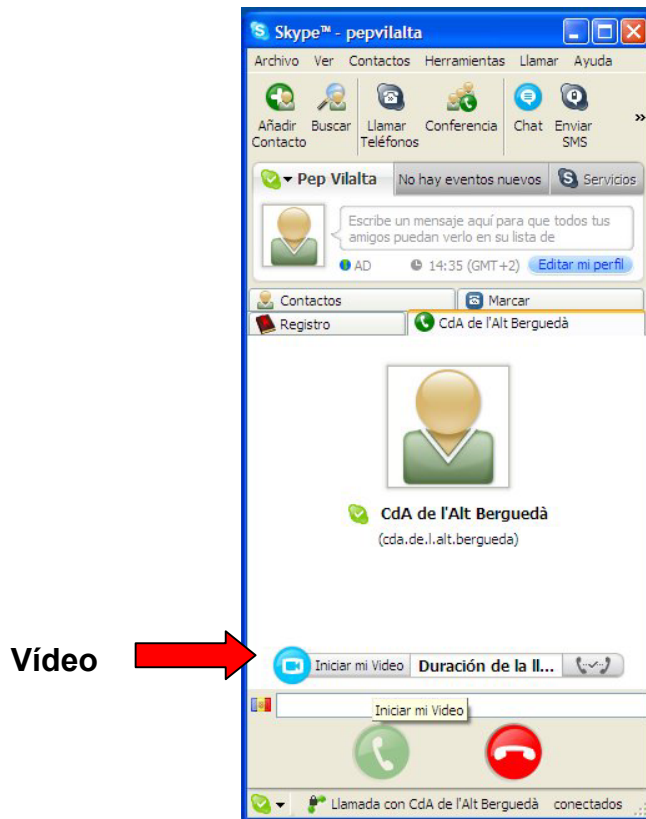 Skype™ - pepvilalta
Archivo Ver Contactos Herramientas Llamar Ayuda
Añadir Contacto
Buscar
Llamar Teléfonos
Conferencia
Chat
Enviar SMS
»
Pep Vilalta No hay eventos nuevos Servicios
Escribe un mensaje aquí para que todos tus
amigos puedan verlo en su lista de
AD 14:35 (GMT+2) Editar mi perfil
Contactos Marcar
Registro CdA de l'Alt Berguedà
CdA de l'Alt Berguedà
(cda.de.l.alt.bergueda)
Vídeo
Iniciar mi Video Duración de la ll...
Iniciar mi Video
Llamada con CdA de l'Alt Berguedà conectados